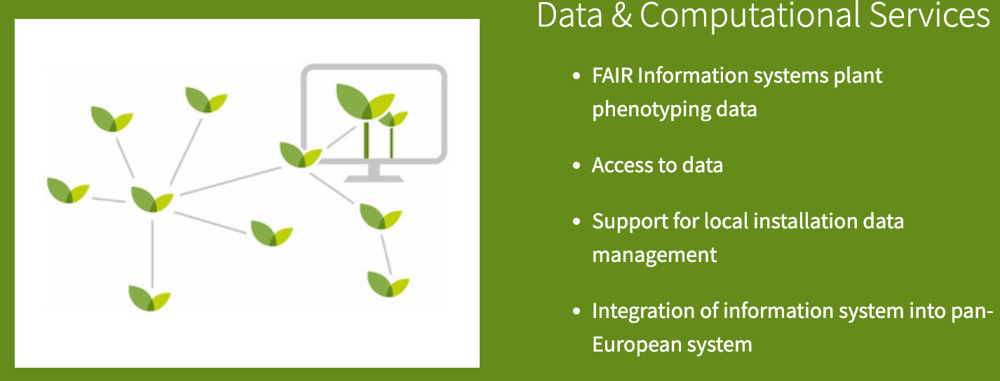 Data & Computational Services
• FAIR Information systems plant
phenotyping data
• Access to data
• Support for local installation data
management
• Integration of information system into pan-
European system